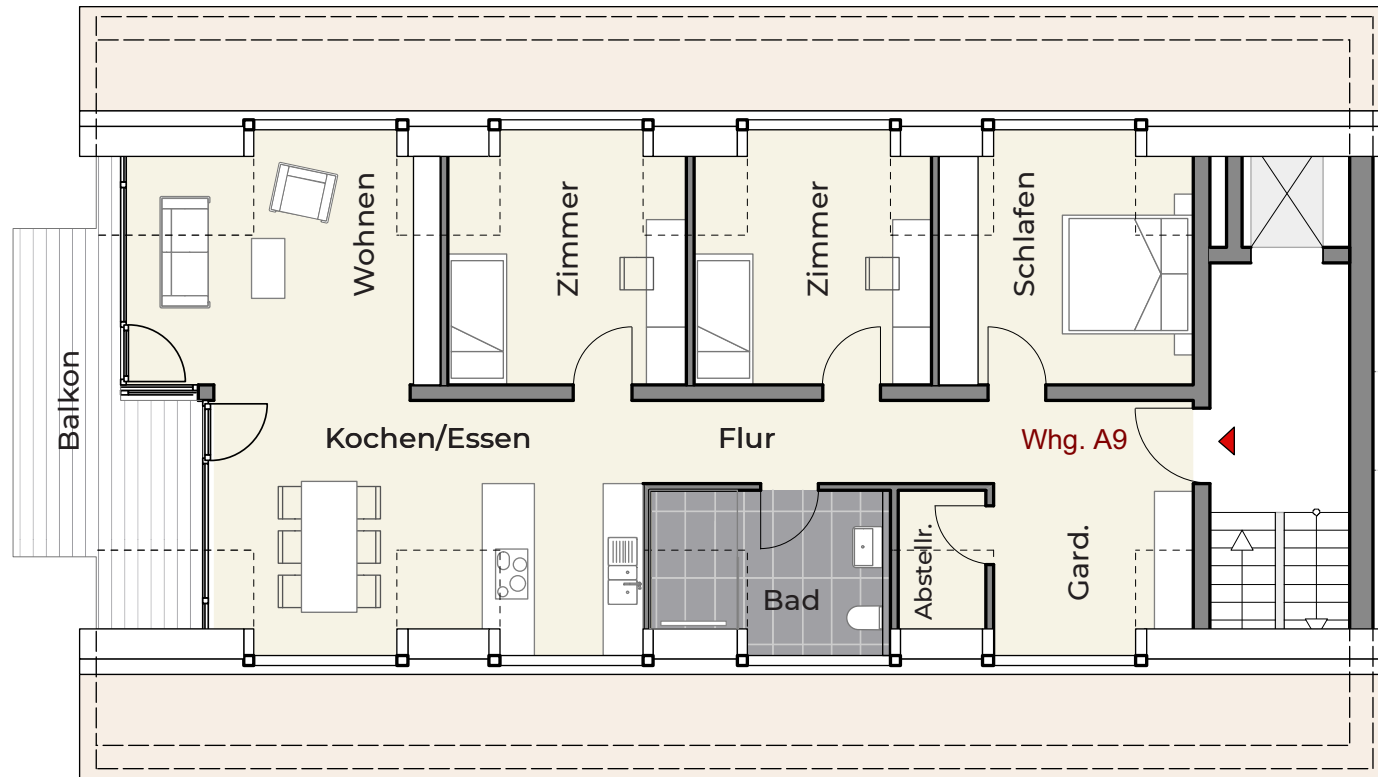 Wohnen
Zimmer
Zimmer
Schlafen
Balkon
Kochen/Essen
Flur
Whg. A9
Bad
Abstellr.
Gard.